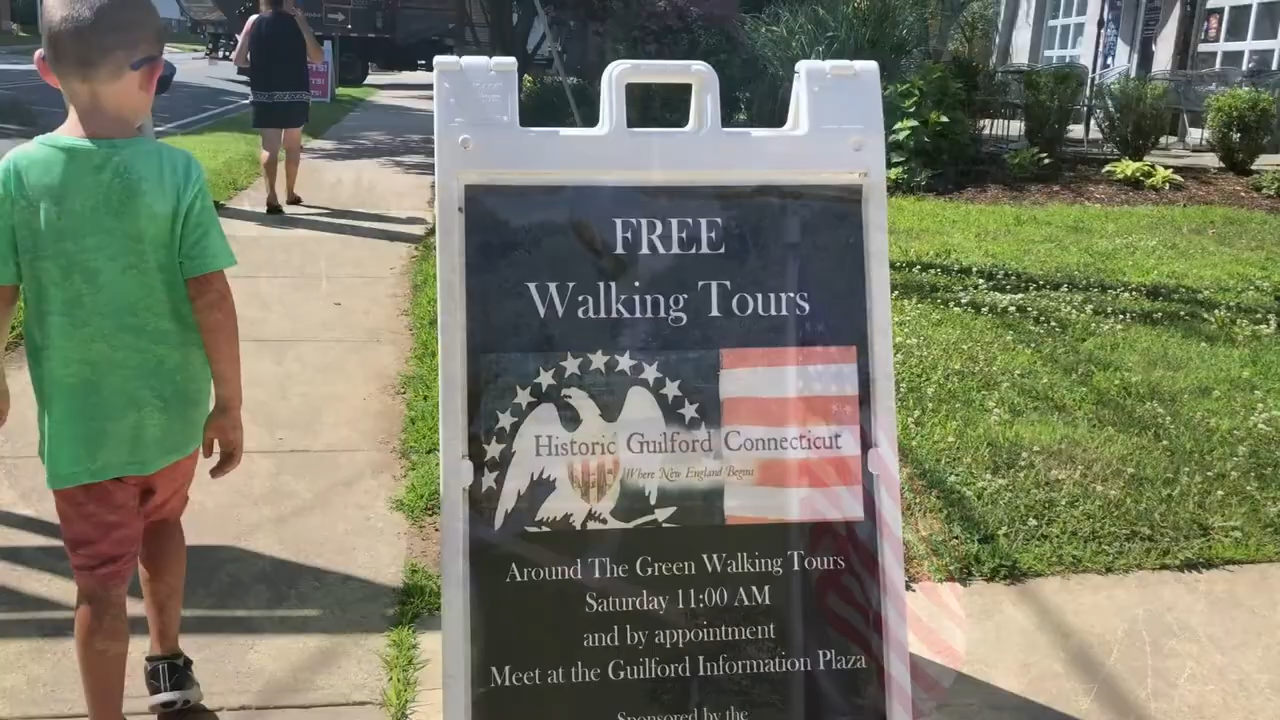 FREE
Walking Tours
Historic Guilford Connecticut
Where New England Begins
Around The Green Walking Tours
Saturday 11:00 AM
and by appointment
Meet at the Guilford Information Plaza
Sponsored by the